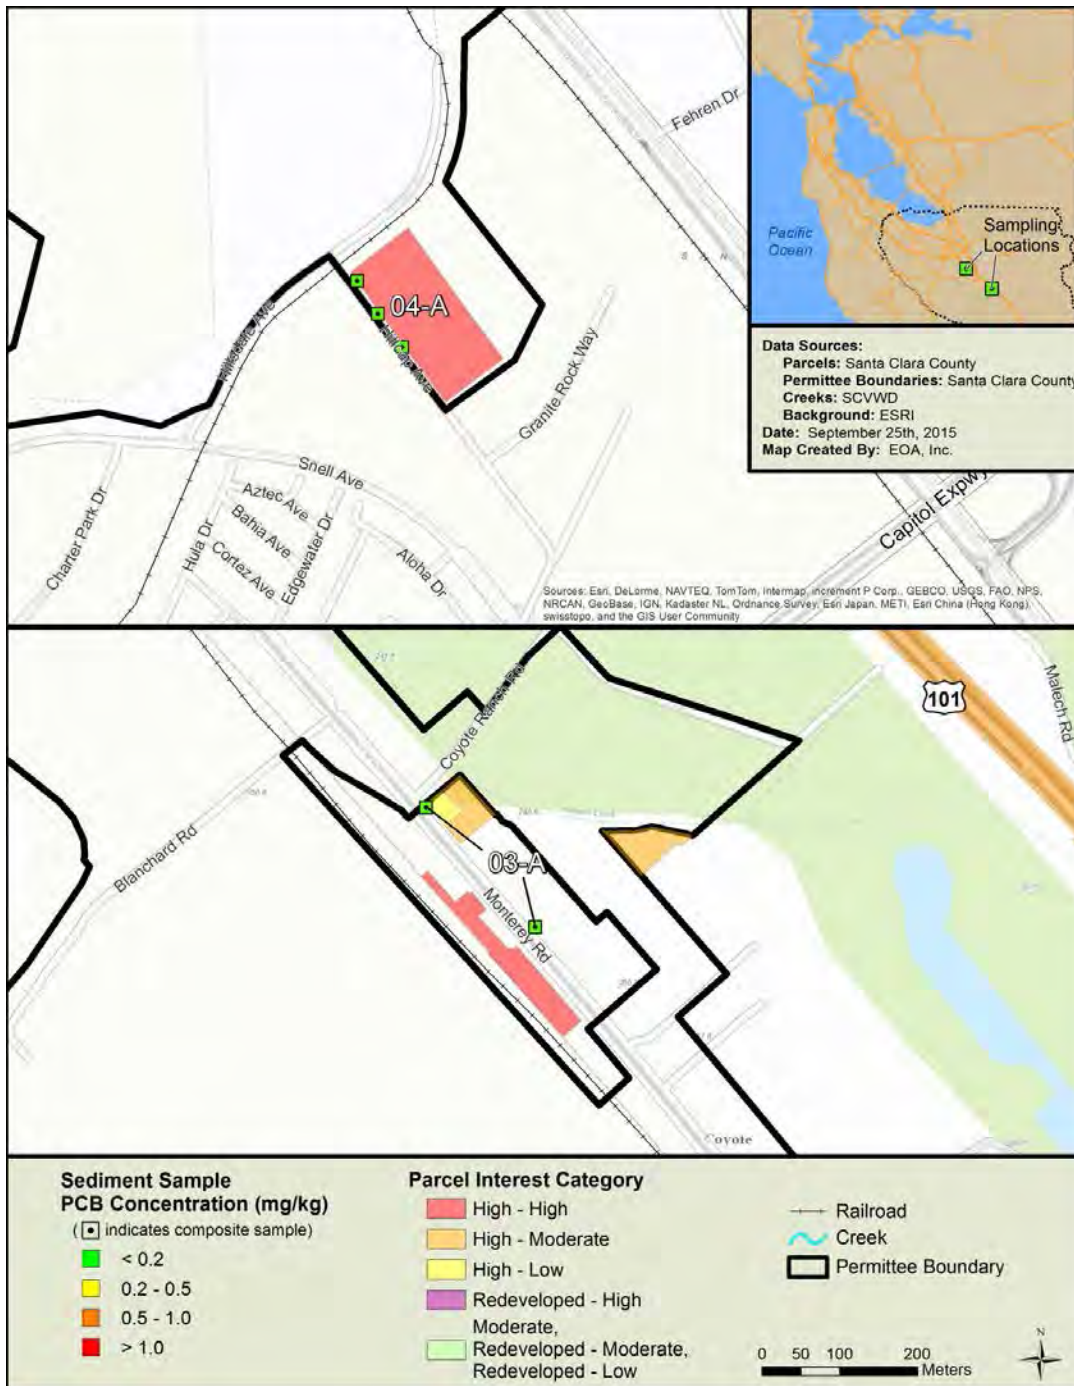 Fehren Dr
04-A
Hillsdale Ave
Hillcap Ave
Granite Rock Way
Snell Ave
Aztec Ave
Bahia Ave
Cortez Ave
Charter Park Dr
Hula Dr
Edgewater Dr
Aloha Dr
Capitol Expwy
Sources: Esri, DeLorme, NAVTEQ, TomTom, Intermap, increment P Corp., GEBCO, USGS, FAO, NPS,
NRCAN, GeoBase, IGN, Kadaster NL, Ordnance Survey, Esri Japan, METI, Esri China (Hong Kong),
swisstopo, and the GIS User Community
Pacific
Ocean
Sampling
Locations
Data Sources:
Parcels: Santa Clara County
Permittee Boundaries: Santa Clara County
Creeks: SCVWD
Background: ESRI
Date: September 25th, 2015
Map Created By: EOA, Inc.
Coyote Ranch Rd
101
Malech Rd
Blanchard Rd
03-A
Monterey Rd
Coyote
Sediment Sample
PCB Concentration (mg/kg)
( indicates composite sample)
< 0.2
0.2 - 0.5
0.5 - 1.0
> 1.0
Parcel Interest Category
High - High
High - Moderate
High - Low
Redeveloped - High
Moderate,
Redeveloped - Moderate,
Redeveloped - Low
Railroad
Creek
Permittee Boundary
0 50 100 200
Meters
N